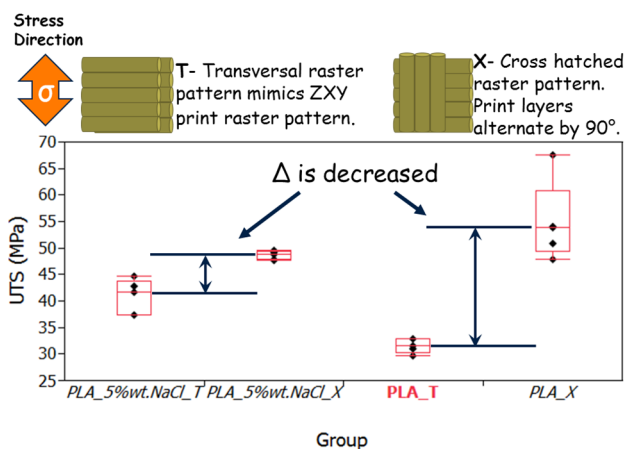 Stress
Direction
σ
T- Transversal raster
pattern mimics ZXY
print raster pattern.
X- Cross hatched
raster pattern.
Print layers
alternate by 90°.
Δ is decreased
UTS (MPa)
70
65
60
55
50
45
40
35
30
25
PLA_5%wt.NaCl_T
PLA_5%wt.NaCl_X
PLA_T
PLA_X
Group